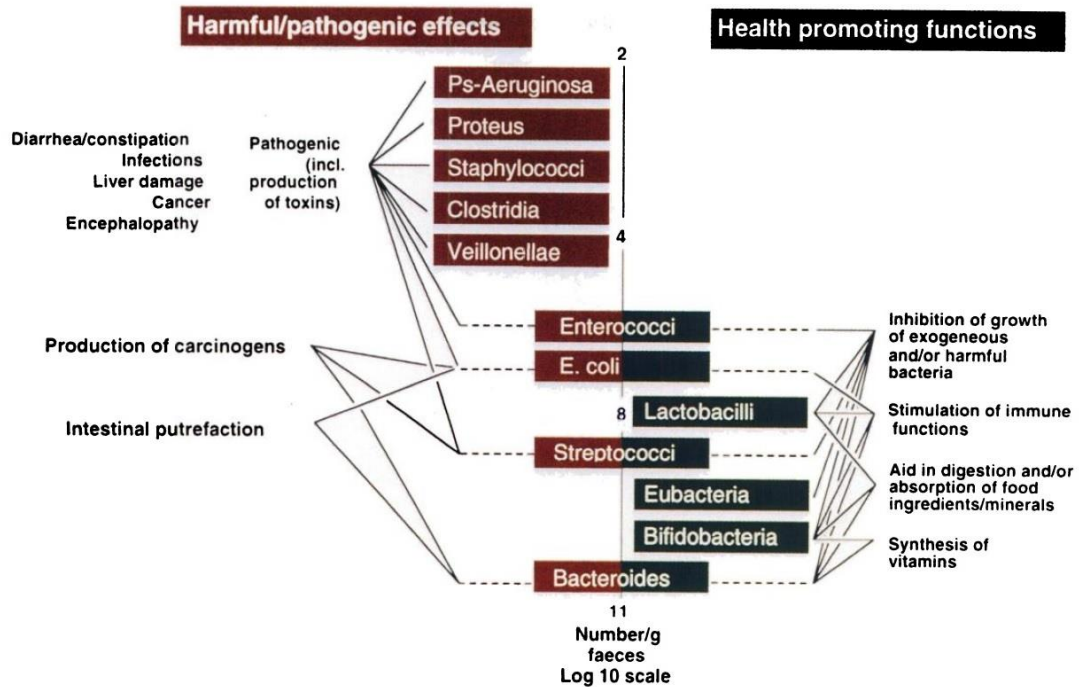 Harmful/pathogenic effects
Health promoting functions
2
Ps-Aeruginosa
Proteus
Staphylococci
Clostridia
4
Veillonellae
Diarrhea/constipation
Infections
Liver damage
Cancer
Encephalopathy
Pathogenic
(incl.
production
of toxins)
Enterococci
E. coli
8
Lactobacilli
Streptococci
Eubacteria
Bifidobacteria
Bacteroides
Production of carcinogens
Intestinal putrefaction
Inhibition of growth
of exogeneous
and/or harmful
bacteria
Stimulation of immune
functions
Aid in digestion and/or
absorption of food
ingredients/minerals
Synthesis of
vitamins
11
Number/g
faeces
Log 10 scale